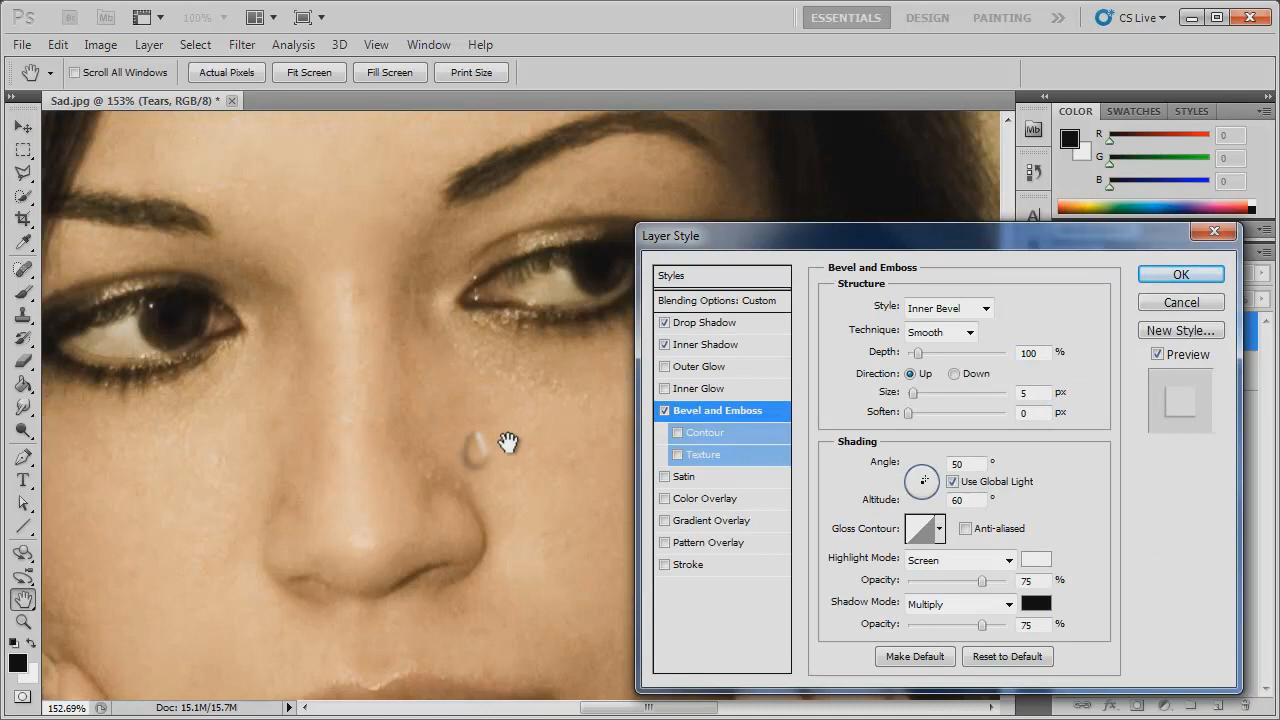 Ps Br Mb 100% ESSENTIALS DESIGN PAINTING CS Live
File Edit Image Layer Select Filter Analysis 3D View Window Help
Scroll All Windows Actual Pixels Fit Screen Fill Screen Print Size
Sad.jpg @ 153% (Tears, RGB/8) *
COLOR SWATCHES STYLES
Mb
R 0
G 0
B 0
A
Layer Style
Styles
Blending Options: Custom
Drop Shadow
Inner Shadow
Outer Glow
Inner Glow
Bevel and Emboss
Contour
Texture
Satin
Color Overlay
Gradient Overlay
Pattern Overlay
Stroke
Bevel and Emboss
Structure
Style: Inner Bevel
Technique: Smooth
Depth: 100 %
Direction: Up Down
Size: 5 px
Soften: 0 px
Shading
Angle: 50 °
Use Global Light
Altitude: 60 °
Gloss Contour: Anti-aliased
Highlight Mode: Screen
Opacity: 75 %
Shadow Mode: Multiply
Opacity: 75 %
Make Default Reset to Default
OK
Cancel
New Style...
Preview
T
152.69% Doc: 15.1M/15.7M
fx